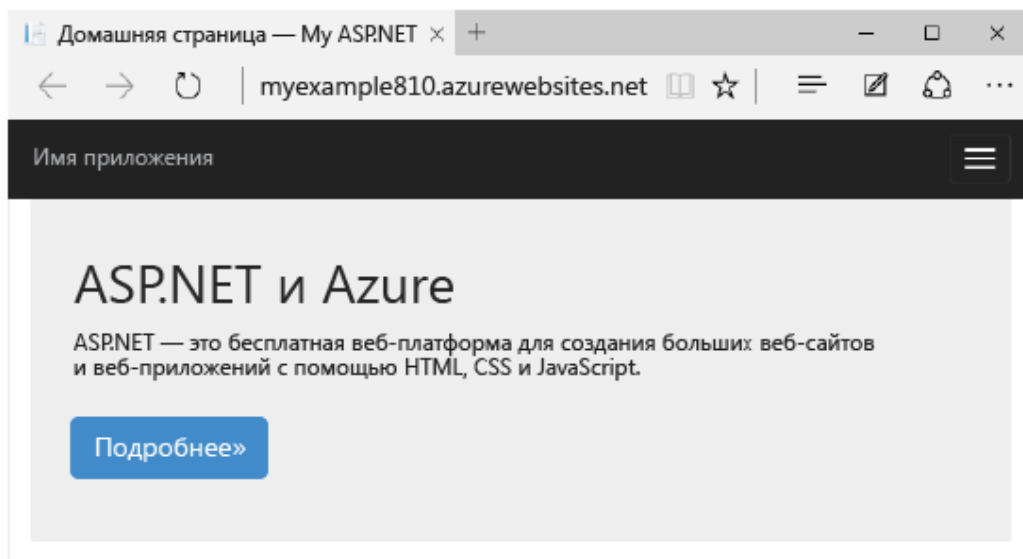 Домашняя страница — My ASP.NET
myexample810.azurewebsites.net
Имя приложения
ASP.NET и Azure
ASP.NET — это бесплатная веб-платформа для создания больших веб-сайтов
и веб-приложений с помощью HTML, CSS и JavaScript.
Подробнее»